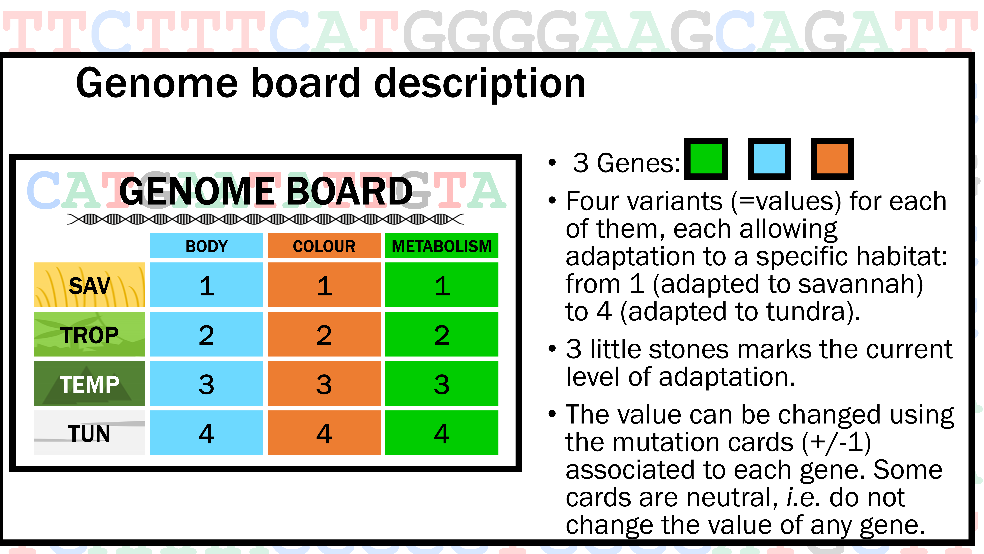 TTCTTTCATGGGGAAGCAGATT
Genome board description
CATGAATATTGTA
GENOME BOARD
BODY COLOUR METABOLISM
SAV 1 1 1
TROP 2 2 2
TEMP 3 3 3
TUN 4 4 4
• 3 Genes:
• Four variants (=values) for each
of them, each allowing
adaptation to a specific habitat:
from 1 (adapted to savannah)
to 4 (adapted to tundra).
• 3 little stones marks the current
level of adaptation.
• The value can be changed using
the mutation cards (+/-1)
associated to each gene. Some
cards are neutral, i.e. do not
change the value of any gene.